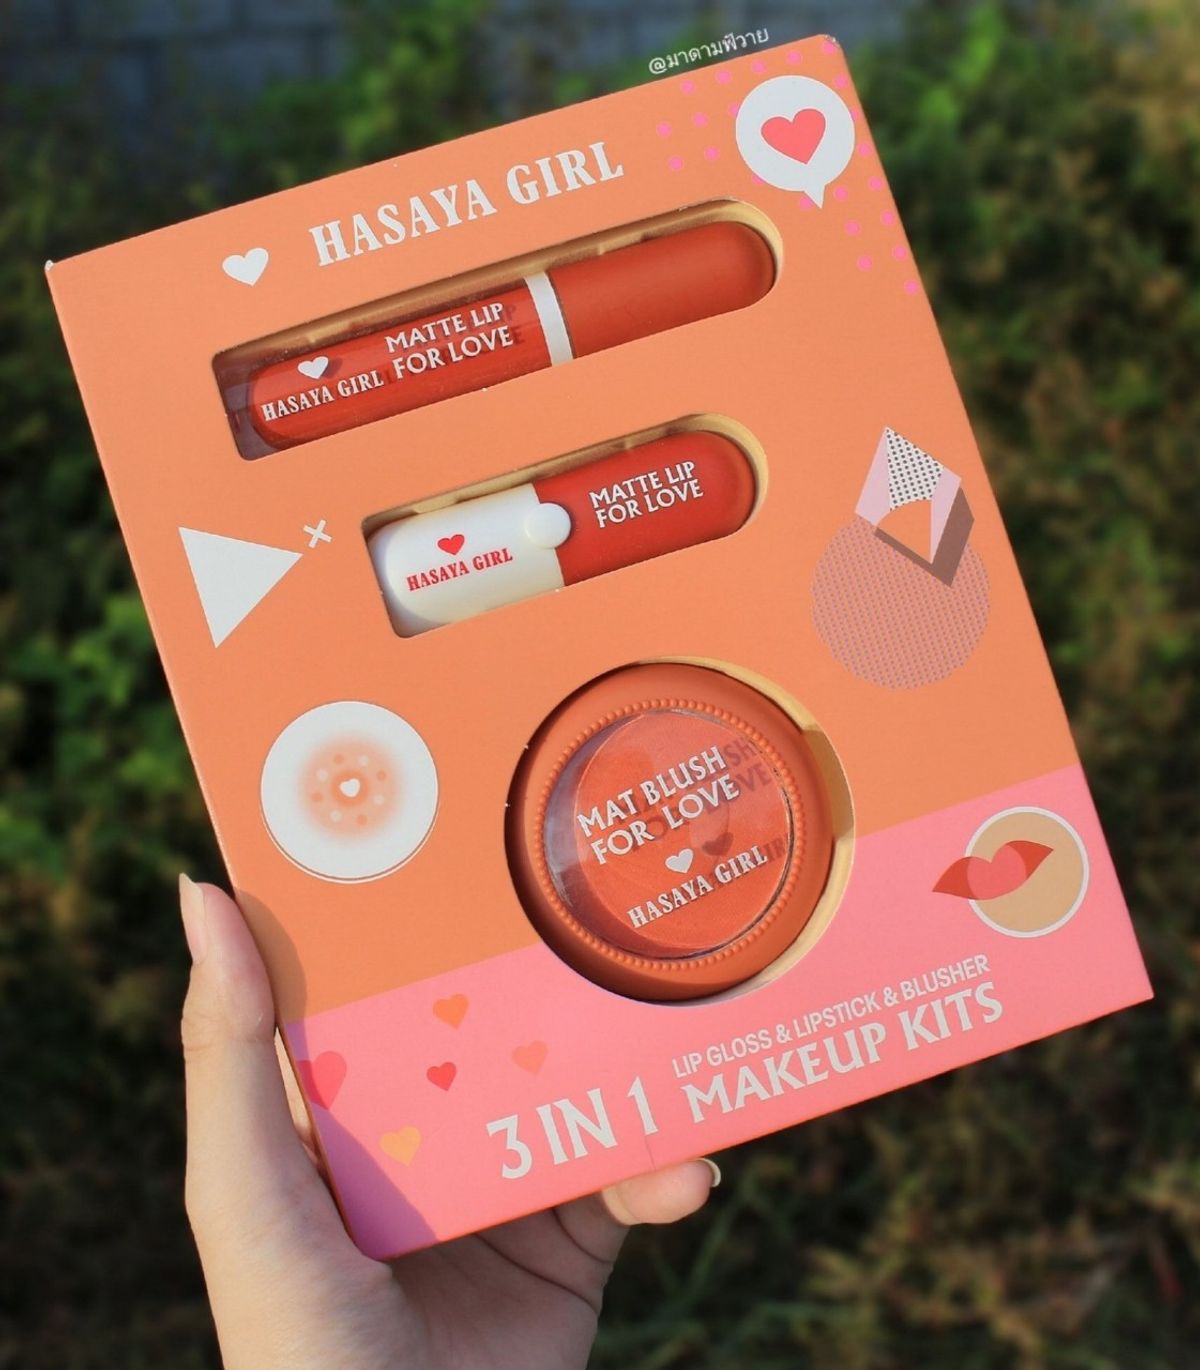 @มาดามฟีวาย
HASAYA GIRL
MATTE LIP
FOR LOVE
HASAYA GIRL
MATTE LIP
FOR LOVE
HASAYA GIRL
MAT BLUSH
FOR LOVE
HASAYA GIRL
3 IN 1
LIP GLOSS & LIPSTICK & BLUSHER
MAKEUP KITS